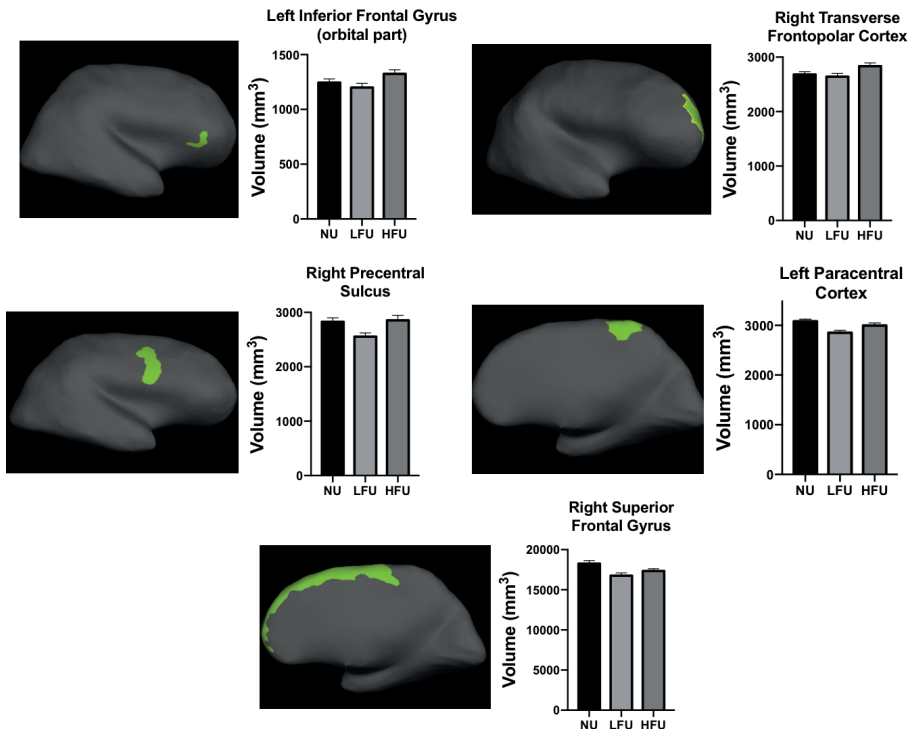 Left Inferior Frontal Gyrus
(orbital part)
Volume (mm³)
1500
1000
500
0
NU LFU HFU
Right Transverse
Frontopolar Cortex
Volume (mm³)
3000
2000
1000
0
NU LFU HFU
Right Precentral
Sulcus
Volume (mm³)
3000
2000
1000
0
NU LFU HFU
Left Paracentral
Cortex
Volume (mm³)
3000
2000
1000
0
NU LFU HFU
Right Superior
Frontal Gyrus
Volume (mm³)
20000
15000
10000
5000
0
NU LFU HFU